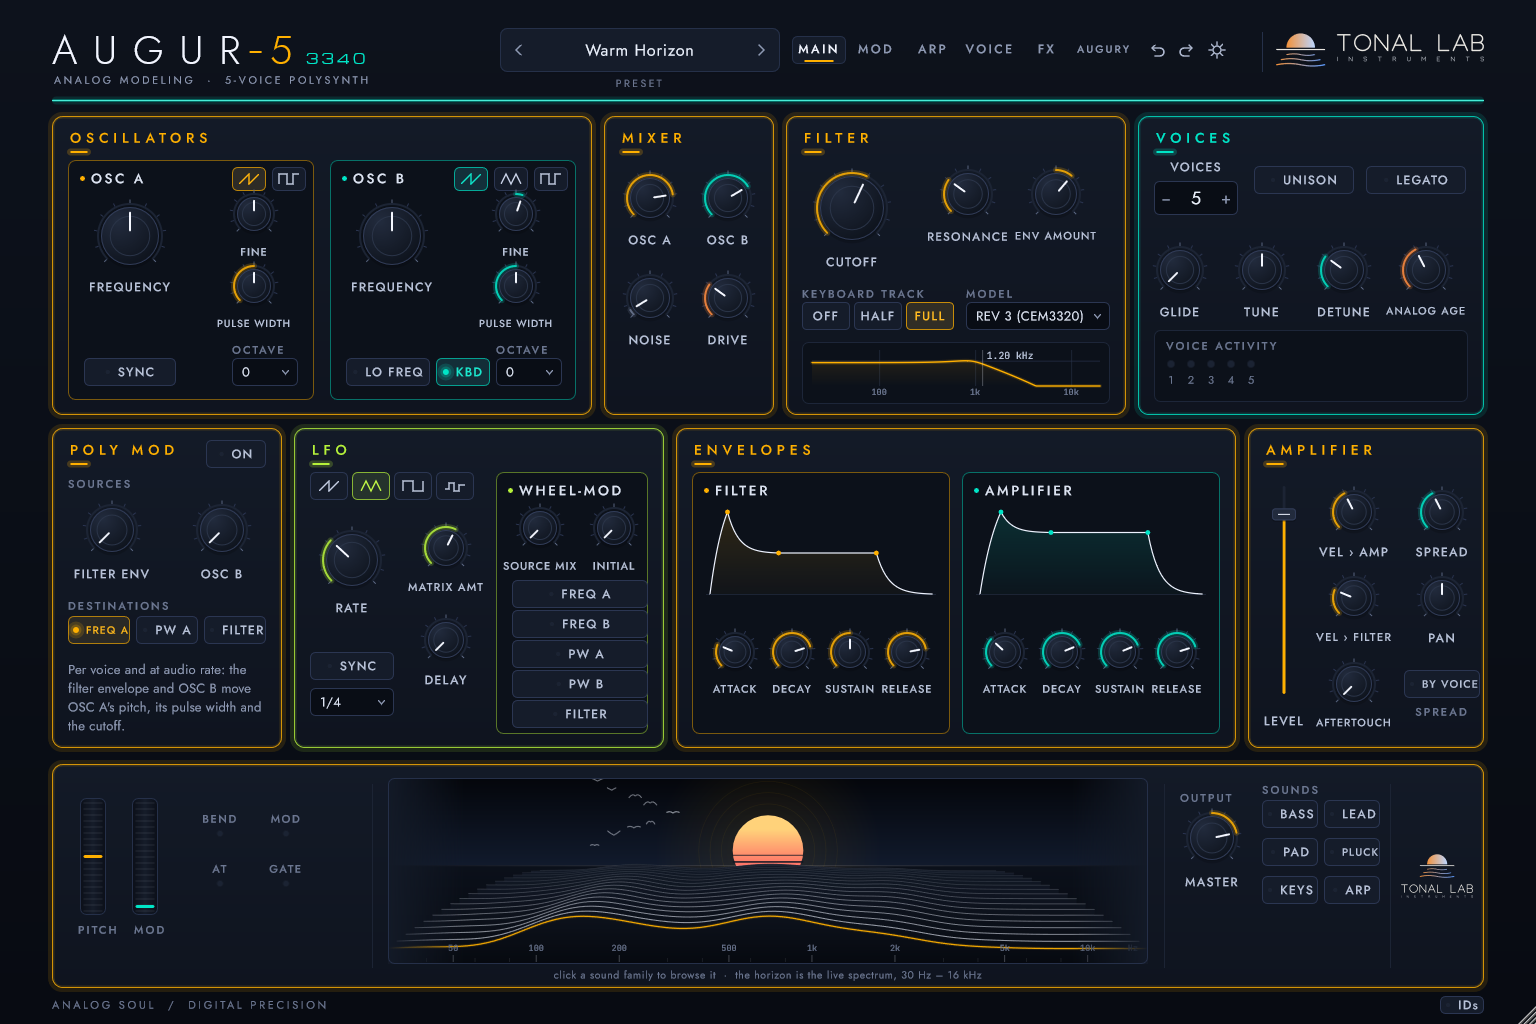 AUGUR-5 3340
ANALOG MODELING · 5-VOICE POLYSYNTH
Warm Horizon
PRESET
MAIN MOD ARP VOICE FX AUGURY
TONAL LAB
INSTRUMENTS
OSCILLATORS
OSC A
FREQUENCY
FINE
PULSE WIDTH
SYNC
OCTAVE
0
OSC B
FREQUENCY
FINE
PULSE WIDTH
LO FREQ
KBD
OCTAVE
0
MIXER
OSC A
OSC B
NOISE
DRIVE
FILTER
CUTOFF
RESONANCE
ENV AMOUNT
KEYBOARD TRACK
OFF HALF FULL
MODEL
REV 3 (CEM3320)
1.20 kHz
100 1k 10k
VOICES
VOICES
− 5 +
UNISON
LEGATO
GLIDE
TUNE
DETUNE
ANALOG AGE
VOICE ACTIVITY
1 2 3 4 5
POLY MOD
ON
SOURCES
FILTER ENV
OSC B
DESTINATIONS
FREQ A
PW A
FILTER
Per voice and at audio rate: the
filter envelope and OSC B move
OSC A's pitch, its pulse width and
the cutoff.
LFO
RATE
MATRIX AMT
SYNC
1/4
DELAY
WHEEL-MOD
SOURCE MIX
INITIAL
FREQ A
FREQ B
PW A
PW B
FILTER
ENVELOPES
FILTER
ATTACK DECAY SUSTAIN RELEASE
AMPLIFIER
ATTACK DECAY SUSTAIN RELEASE
AMPLIFIER
LEVEL
VEL › AMP
SPREAD
VEL › FILTER
PAN
AFTERTOUCH
BY VOICE
SPREAD
PITCH MOD
BEND MOD
AT GATE
30 100 200 500 1k 2k 5k 10k
click a sound family to browse it · the horizon is the live spectrum, 30 Hz – 16 kHz
OUTPUT
MASTER
SOUNDS
BASS LEAD
PAD PLUCK
KEYS ARP
TONAL LAB
INSTRUMENTS
ANALOG SOUL / DIGITAL PRECISION
IDs